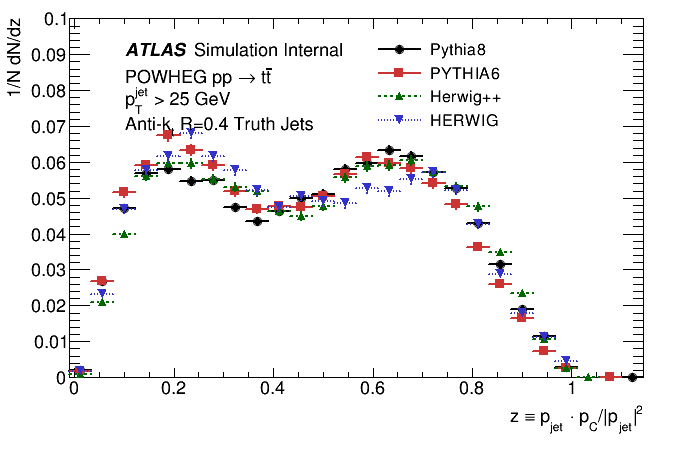 1/N dN/dz
0.1
0.09
0.08
0.07
0.06
0.05
0.04
0.03
0.02
0.01
0
ATLAS Simulation Internal
POWHEG pp → tt̄
p_T^jet > 25 GeV
Anti-k_t R=0.4 Truth Jets
Pythia8
PYTHIA6
Herwig++
HERWIG
0 0.2 0.4 0.6 0.8 1
z ≡ p_jet · p_C/|p_jet|²